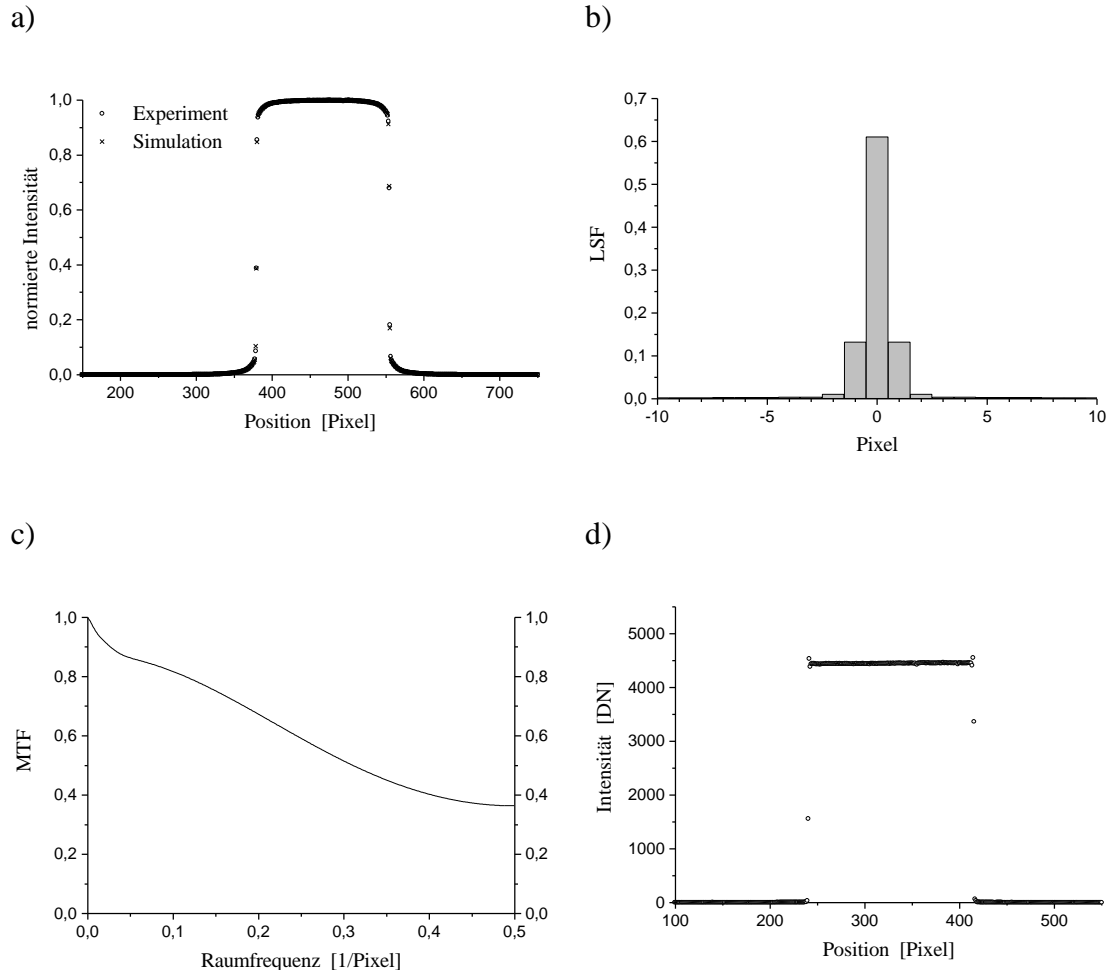 a)
1,0
0,8
0,6
0,4
0,2
0,0
normierte Intensität
Experiment
Simulation
200 300 400 500 600 700
Position [Pixel]
b)
0,7
0,6
0,5
0,4
0,3
0,2
0,1
0,0
LSF
-10 -5 0 5 10
Pixel
c)
1,0
0,8
0,6
0,4
0,2
0,0
MTF
1,0
0,8
0,6
0,4
0,2
0,0
0,0 0,1 0,2 0,3 0,4 0,5
Raumfrequenz [1/Pixel]
d)
5000
4000
3000
2000
1000
0
Intensität [DN]
100 200 300 400 500
Position [Pixel]